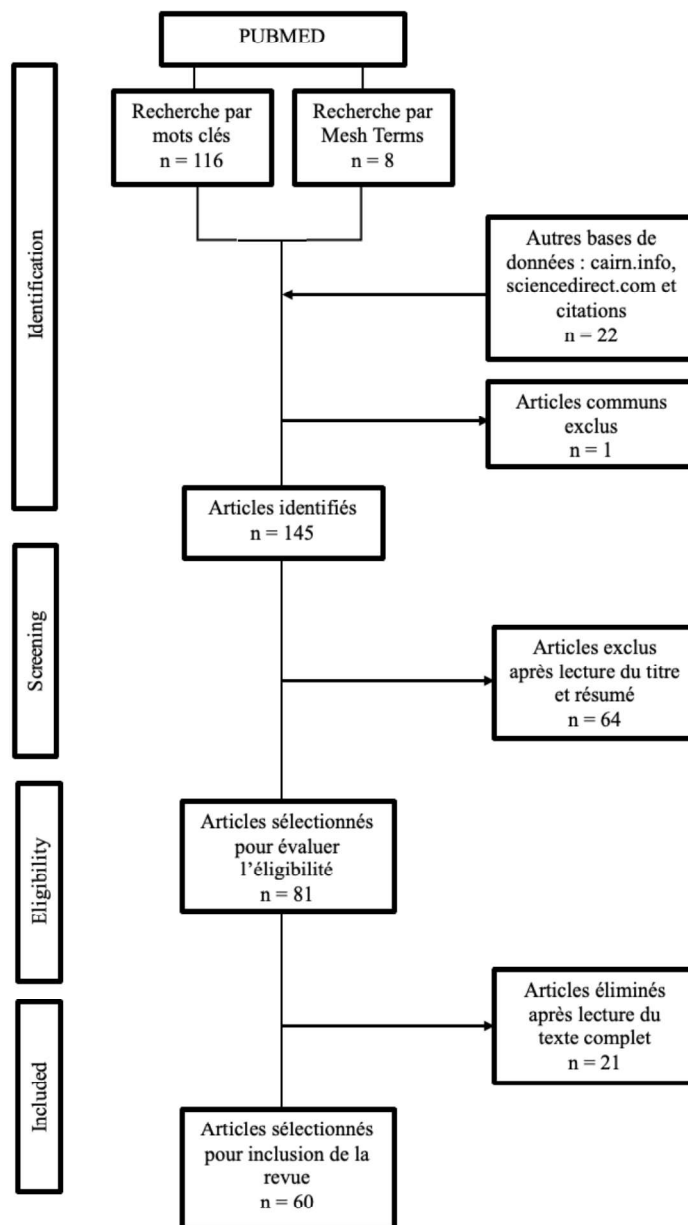 PUBMED
Recherche par
mots clés
n = 116
Recherche par
Mesh Terms
n = 8
Identification
Autres bases de
données : cairn.info,
sciencedirect.com et
citations
n = 22
Articles communs
exclus
n = 1
Articles identifiés
n = 145
Screening
Articles exclus
après lecture du titre
et résumé
n = 64
Eligibility
Articles sélectionnés
pour évaluer
l'éligibilité
n = 81
Articles éliminés
après lecture du
texte complet
n = 21
Included
Articles sélectionnés
pour inclusion de la
revue
n = 60